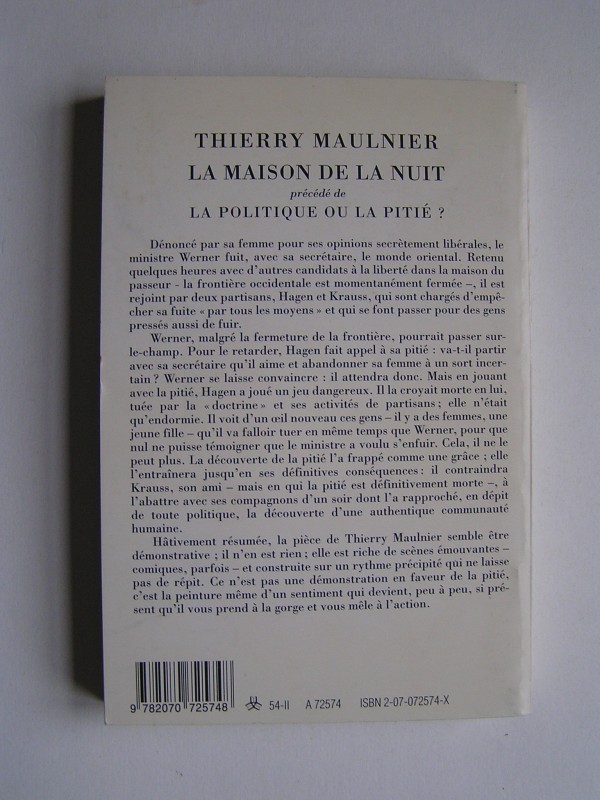 THIERRY MAULNIER
LA MAISON DE LA NUIT
précédé de
LA POLITIQUE OU LA PITIÉ ?
Dénoncé par sa femme pour ses opinions secrètement libérales, le
ministre Werner fuit, avec sa secrétaire, le monde oriental. Retenu
quelques heures avec d'autres candidats à la liberté dans la maison du
passeur - la frontière occidentale est momentanément fermée –, il est
rejoint par deux partisans, Hagen et Krauss, qui sont chargés d'empê-
cher sa fuite « par tous les moyens » et qui se font passer pour des gens
pressés aussi de fuir.
Werner, malgré la fermeture de la frontière, pourrait passer sur-
le-champ. Pour le retarder, Hagen fait appel à sa pitié : va-t-il partir
avec sa secrétaire qu'il aime et abandonner sa femme à un sort incer-
tain ? Werner se laisse convaincre : il attendra donc. Mais en jouant
avec la pitié, Hagen a joué un jeu dangereux. Il la croyait morte en lui,
tuée par la « doctrine » et ses activités de partisans ; elle n'était
qu'endormie. Il voit d'un œil nouveau ces gens – il y a des femmes, une
jeune fille – qu'il va falloir tuer en même temps que Werner, pour que
nul ne puisse témoigner que le ministre a voulu s'enfuir. Cela, il ne le
peut plus. La découverte de la pitié l'a frappé comme une grâce ; elle
l'entraînera jusqu'en ses définitives conséquences : il contraindra
Krauss, son ami – mais en qui la pitié est définitivement morte –, à
l'abattre avec ses compagnons d'un soir dont l'a rapproché, en dépit
de toute politique, la découverte d'une authentique communauté
humaine.
Hâtivement résumée, la pièce de Thierry Maulnier semble être
démonstrative ; il n'en est rien ; elle est riche de scènes émouvantes –
comiques, parfois – et construite sur un rythme précipité qui ne laisse
pas de répit. Ce n'est pas une démonstration en faveur de la pitié,
c'est la peinture même d'un sentiment qui devient, peu à peu, si pré-
sent qu'il vous prend à la gorge et vous mêle à l'action.
9 782070 725748 54-II A 72574 ISBN 2-07-072574-X